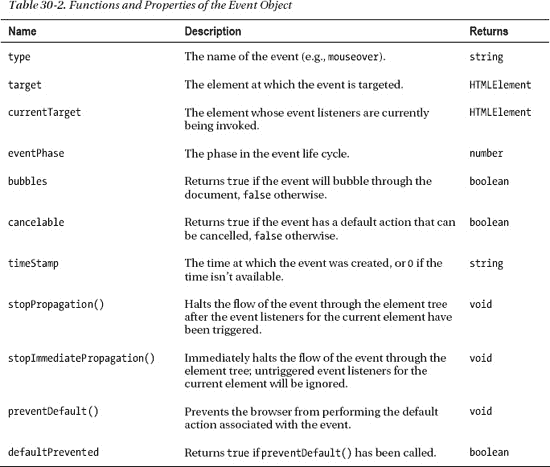 Table 30-2. Functions and Properties of the Event Object
Name Description Returns
type The name of the event (e.g., mouseover). string
target The element at which the event is targeted. HTMLElement
currentTarget The element whose event listeners are currently HTMLElement
being invoked.
eventPhase The phase in the event life cycle. number
bubbles Returns true if the event will bubble through the boolean
document, false otherwise.
cancelable Returns true if the event has a default action that can boolean
be cancelled, false otherwise.
timeStamp The time at which the event was created, or 0 if the string
time isn't available.
stopPropagation() Halts the flow of the event through the element tree void
after the event listeners for the current element have
been triggered.
stopImmediatePropagation() Immediately halts the flow of the event through the void
element tree; untriggered event listeners for the
current element will be ignored.
preventDefault() Prevents the browser from performing the default void
action associated with the event.
defaultPrevented Returns true if preventDefault() has been called. boolean